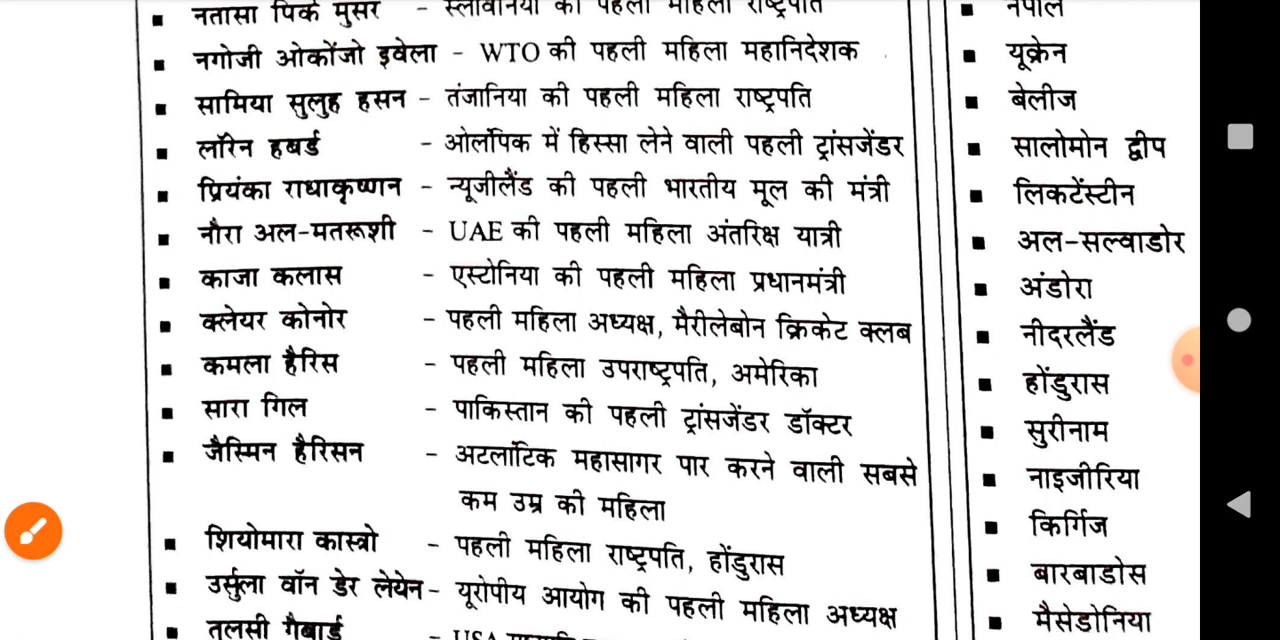 नतासा पिर्क मुसर - स्लोवेनिया की पहली महिला राष्ट्रपति
नगोजी ओकोंजो इवेला - WTO की पहली महिला महानिदेशक
सामिया सुलुह हसन - तंजानिया की पहली महिला राष्ट्रपति
लॉरेन हबर्ड - ओलंपिक में हिस्सा लेने वाली पहली ट्रांसजेंडर
प्रियंका राधाकृष्णन - न्यूजीलैंड की पहली भारतीय मूल की मंत्री
नौरा अल-मतरूशी - UAE की पहली महिला अंतरिक्ष यात्री
काजा कलास - एस्टोनिया की पहली महिला प्रधानमंत्री
क्लेयर कोनोर - पहली महिला अध्यक्ष, मैरीलेबोन क्रिकेट क्लब
कमला हैरिस - पहली महिला उपराष्ट्रपति, अमेरिका
सारा गिल - पाकिस्तान की पहली ट्रांसजेंडर डॉक्टर
जैस्मिन हैरिसन - अटलांटिक महासागर पार करने वाली सबसे
कम उम्र की महिला
शियोमारा कास्त्रो - पहली महिला राष्ट्रपति, होंडुरास
उर्सुला वॉन डेर लेयेन - यूरोपीय आयोग की पहली महिला अध्यक्ष
तुलसी गैबार्ड - USA
नेपाल
यूक्रेन
बेलीज
सालोमोन द्वीप
लिकटेंस्टीन
अल-सल्वाडोर
अंडोरा
नीदरलैंड
होंडुरास
सुरीनाम
नाइजीरिया
किर्गिज
बारबाडोस
मैसेडोनिया